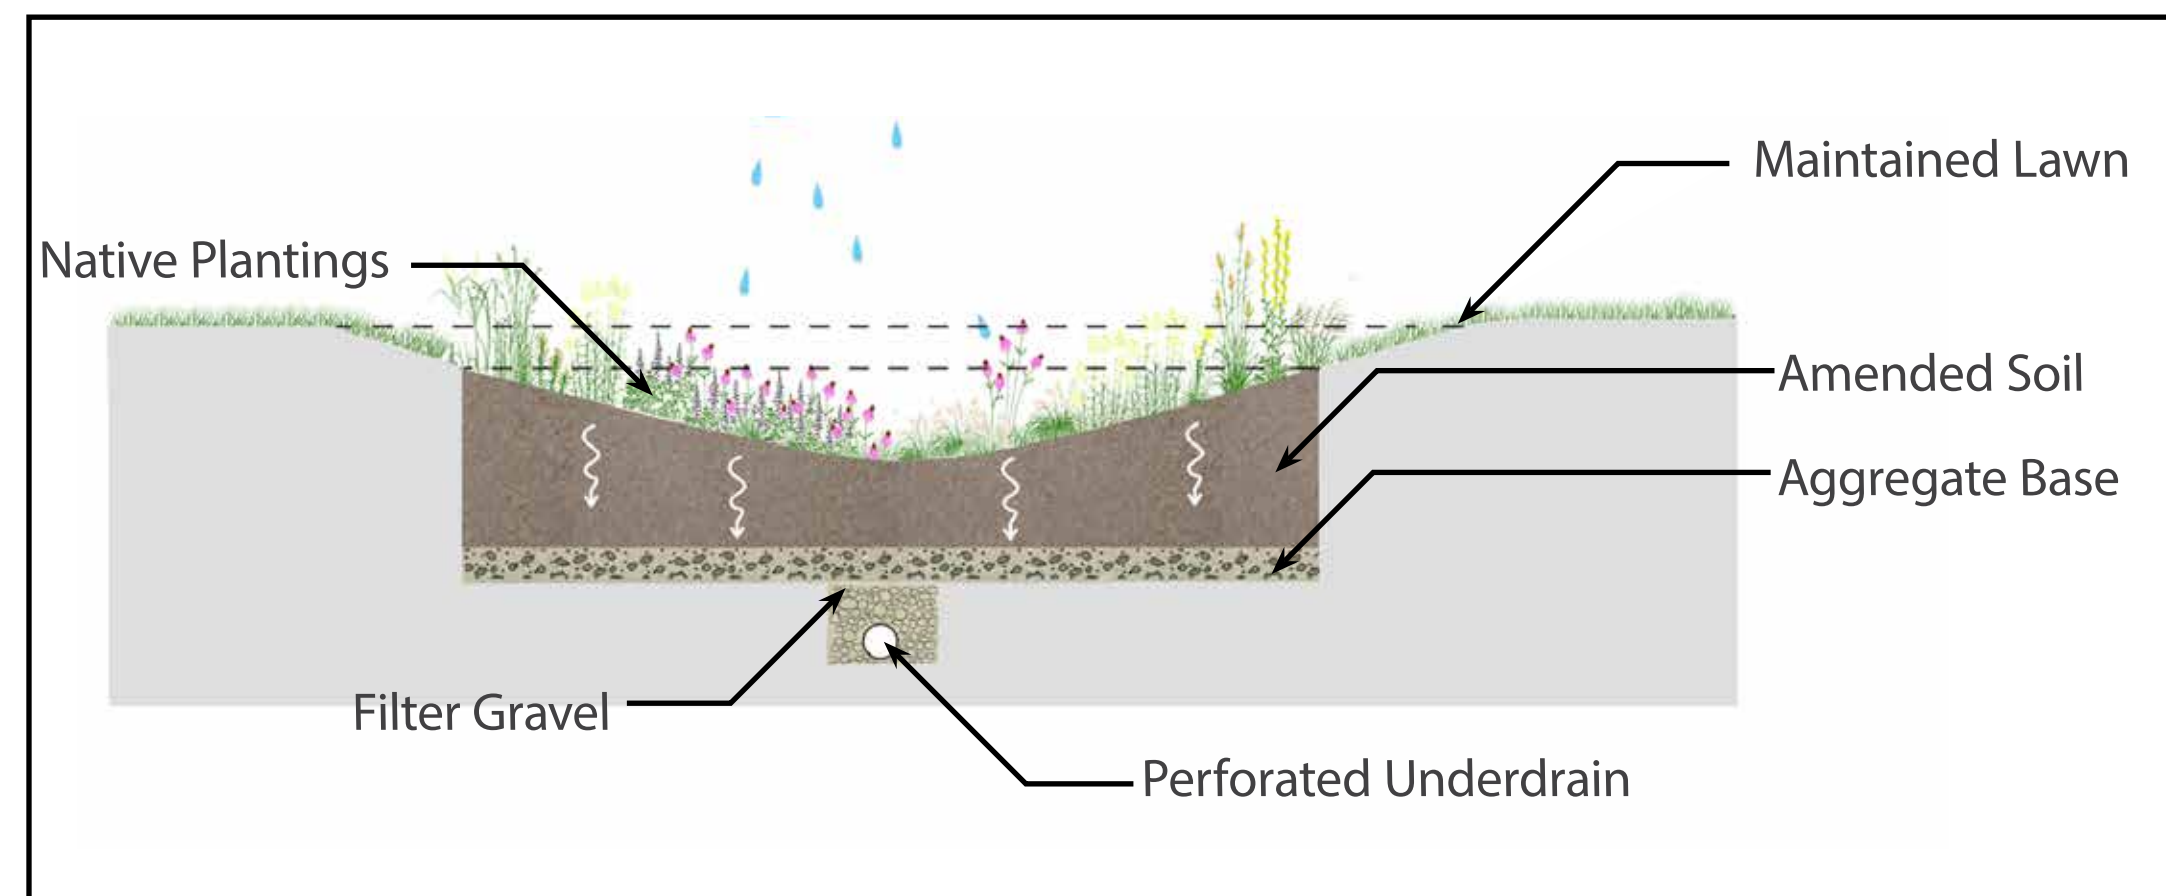 Maintained Lawn
Native Plantings
Amended Soil
Aggregate Base
Filter Gravel
Perforated Underdrain